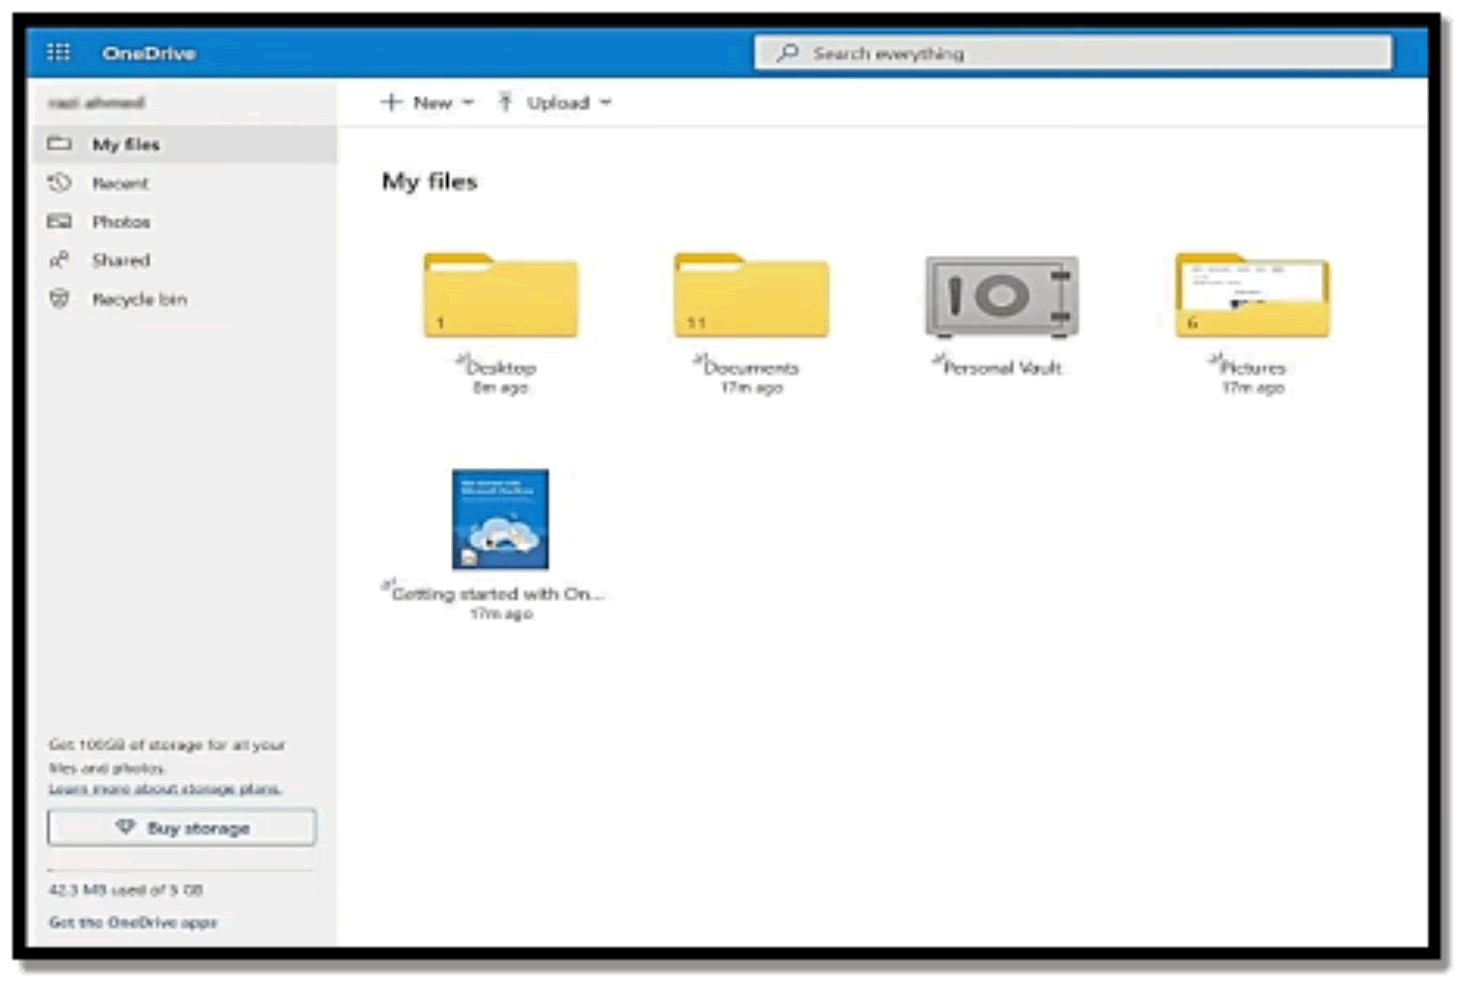 OneDrive
Search everything
razi ahmed
New
Upload
My files
Recent
Photos
Shared
Recycle bin
My files
1
11
6
Desktop
Documents
Personal Vault
Pictures
8m ago
17m ago
17m ago
Getting started with On...
17m ago
Get 100GB of storage for all your
files and photos.
Learn more about storage plans.
Buy storage
42.3 MB used of 5 GB
Get the OneDrive apps